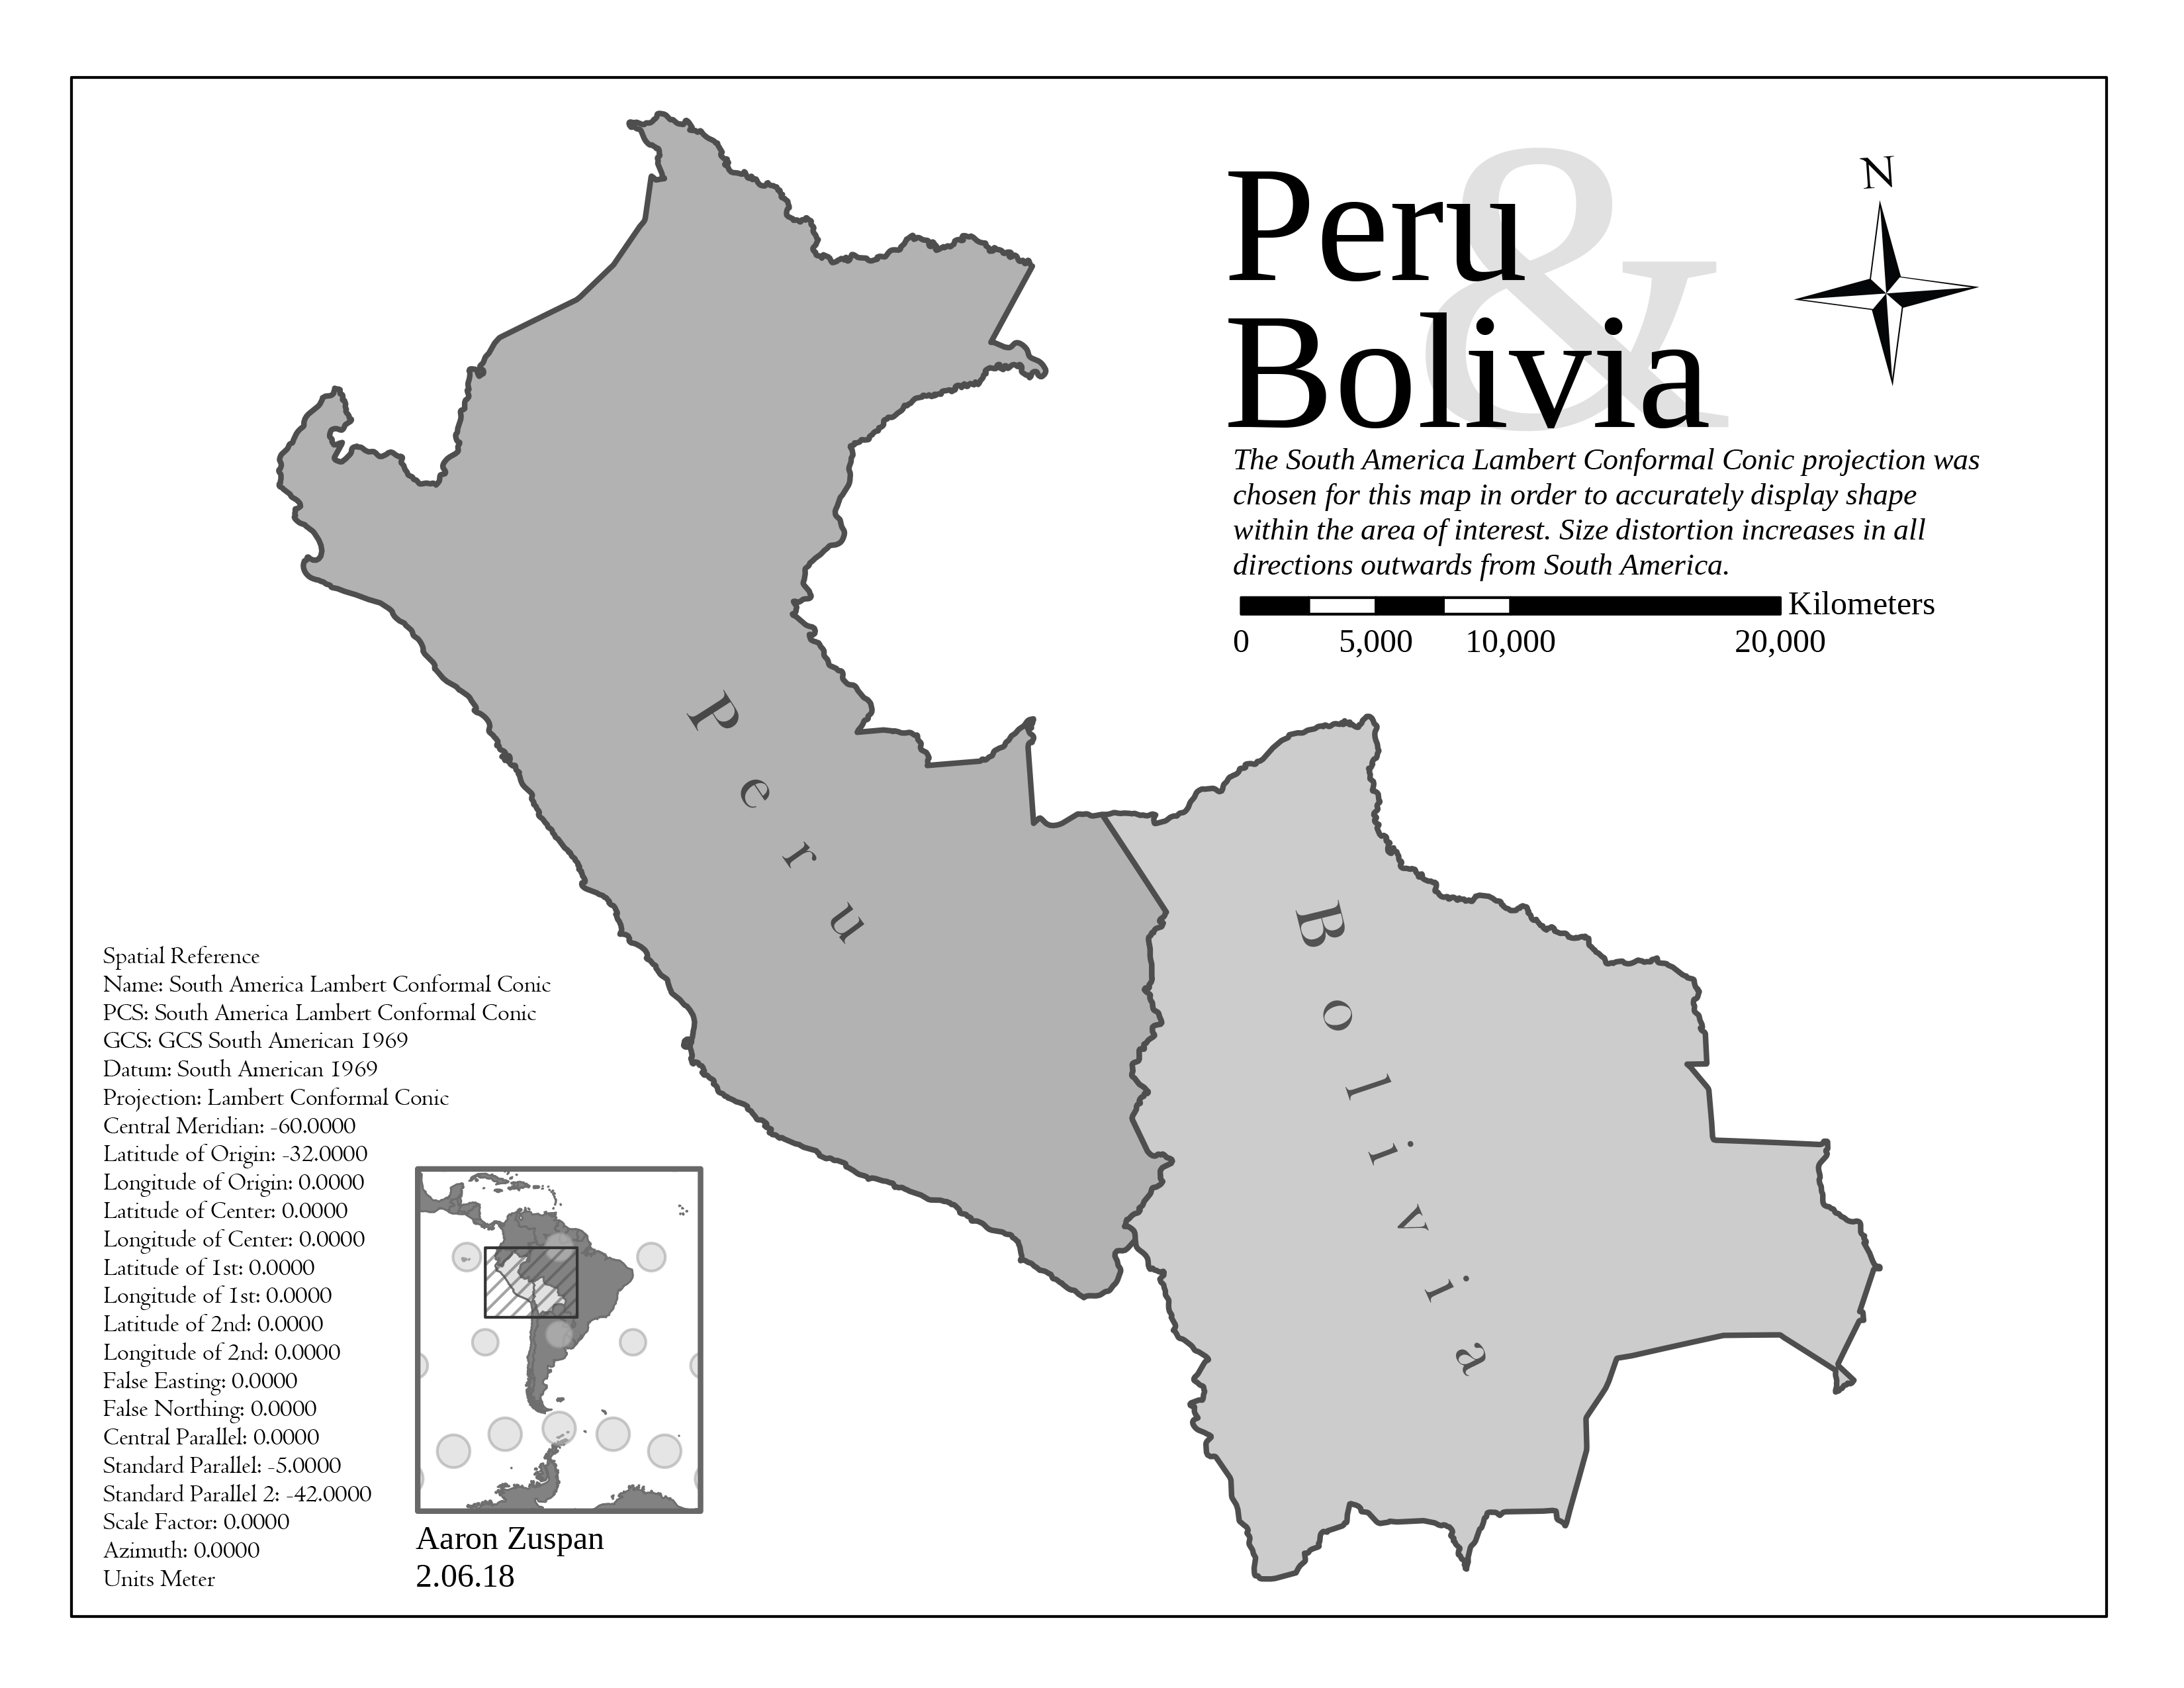 Peru
&
Bolivia
N
The South America Lambert Conformal Conic projection was
chosen for this map in order to accurately display shape
within the area of interest. Size distortion increases in all
directions outwards from South America.
Kilometers
0 5,000 10,000 20,000
Peru
Bolivia
Spatial Reference
Name: South America Lambert Conformal Conic
PCS: South America Lambert Conformal Conic
GCS: GCS South American 1969
Datum: South American 1969
Projection: Lambert Conformal Conic
Central Meridian: -60.0000
Latitude of Origin: -32.0000
Longitude of Origin: 0.0000
Latitude of Center: 0.0000
Longitude of Center: 0.0000
Latitude of 1st: 0.0000
Longitude of 1st: 0.0000
Latitude of 2nd: 0.0000
Longitude of 2nd: 0.0000
False Easting: 0.0000
False Northing: 0.0000
Central Parallel: 0.0000
Standard Parallel: -5.0000
Standard Parallel 2: -42.0000
Scale Factor: 0.0000
Azimuth: 0.0000
Units Meter
Aaron Zuspan
2.06.18